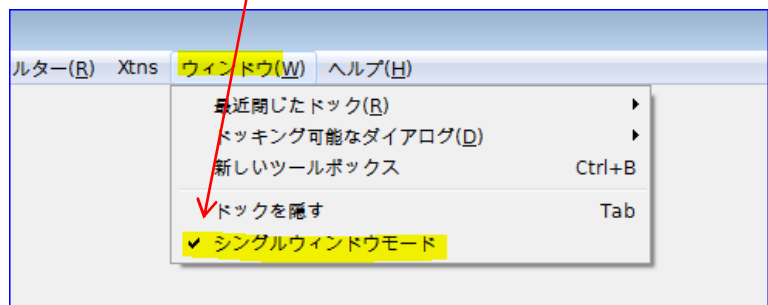 ルター(R) Xtns ウィンドウ(W) ヘルプ(H)
最近閉じたドック(R)
ドッキング可能なダイアログ(D)
新しいツールボックス Ctrl+B
ドックを隠す Tab
シングルウィンドウモード